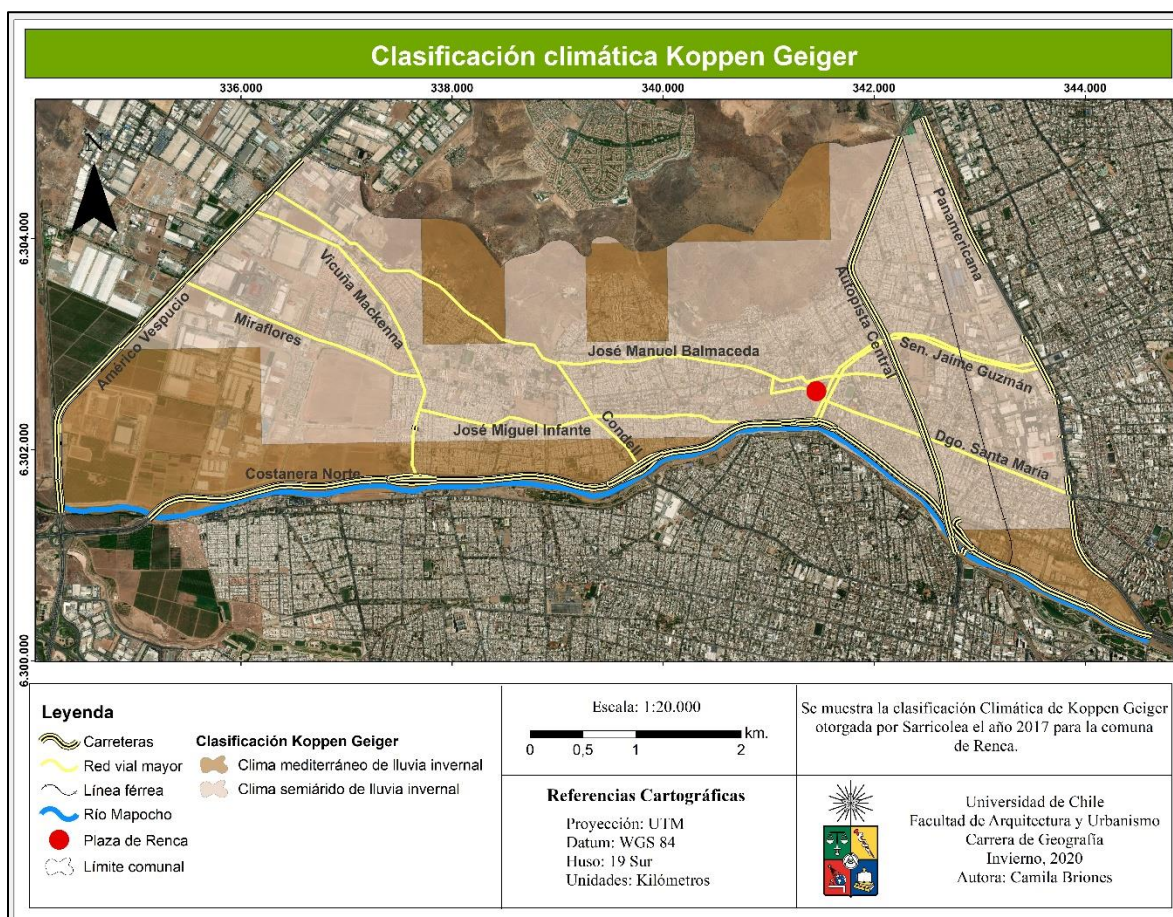 Clasificación climática Koppen Geiger
336.000
338.000
340.000
342.000
344.000
6.304.000
6.302.000
6.300.000
Américo Vespucio
Miraflores
Vicuña Mackenna
José Manuel Balmaceda
José Miguel Infante
Condell
Costanera Norte
Autopista Central
Panamericana
Sen. Jaime Guzmán
Dgo. Santa María
Leyenda
Carreteras
Red vial mayor
Línea férrea
Río Mapocho
Plaza de Renca
Límite comunal
Clasificación Koppen Geiger
Clima mediterráneo de lluvia invernal
Clima semiárido de lluvia invernal
Escala: 1:20.000
km.
0 0,5 1 2
Referencias Cartográficas
Proyección: UTM
Datum: WGS 84
Huso: 19 Sur
Unidades: Kilómetros
Se muestra la clasificación Climática de Koppen Geiger
otorgada por Sarricolea el año 2017 para la comuna
de Renca.
Universidad de Chile
Facultad de Arquitectura y Urbanismo
Carrera de Geografía
Invierno, 2020
Autora: Camila Briones